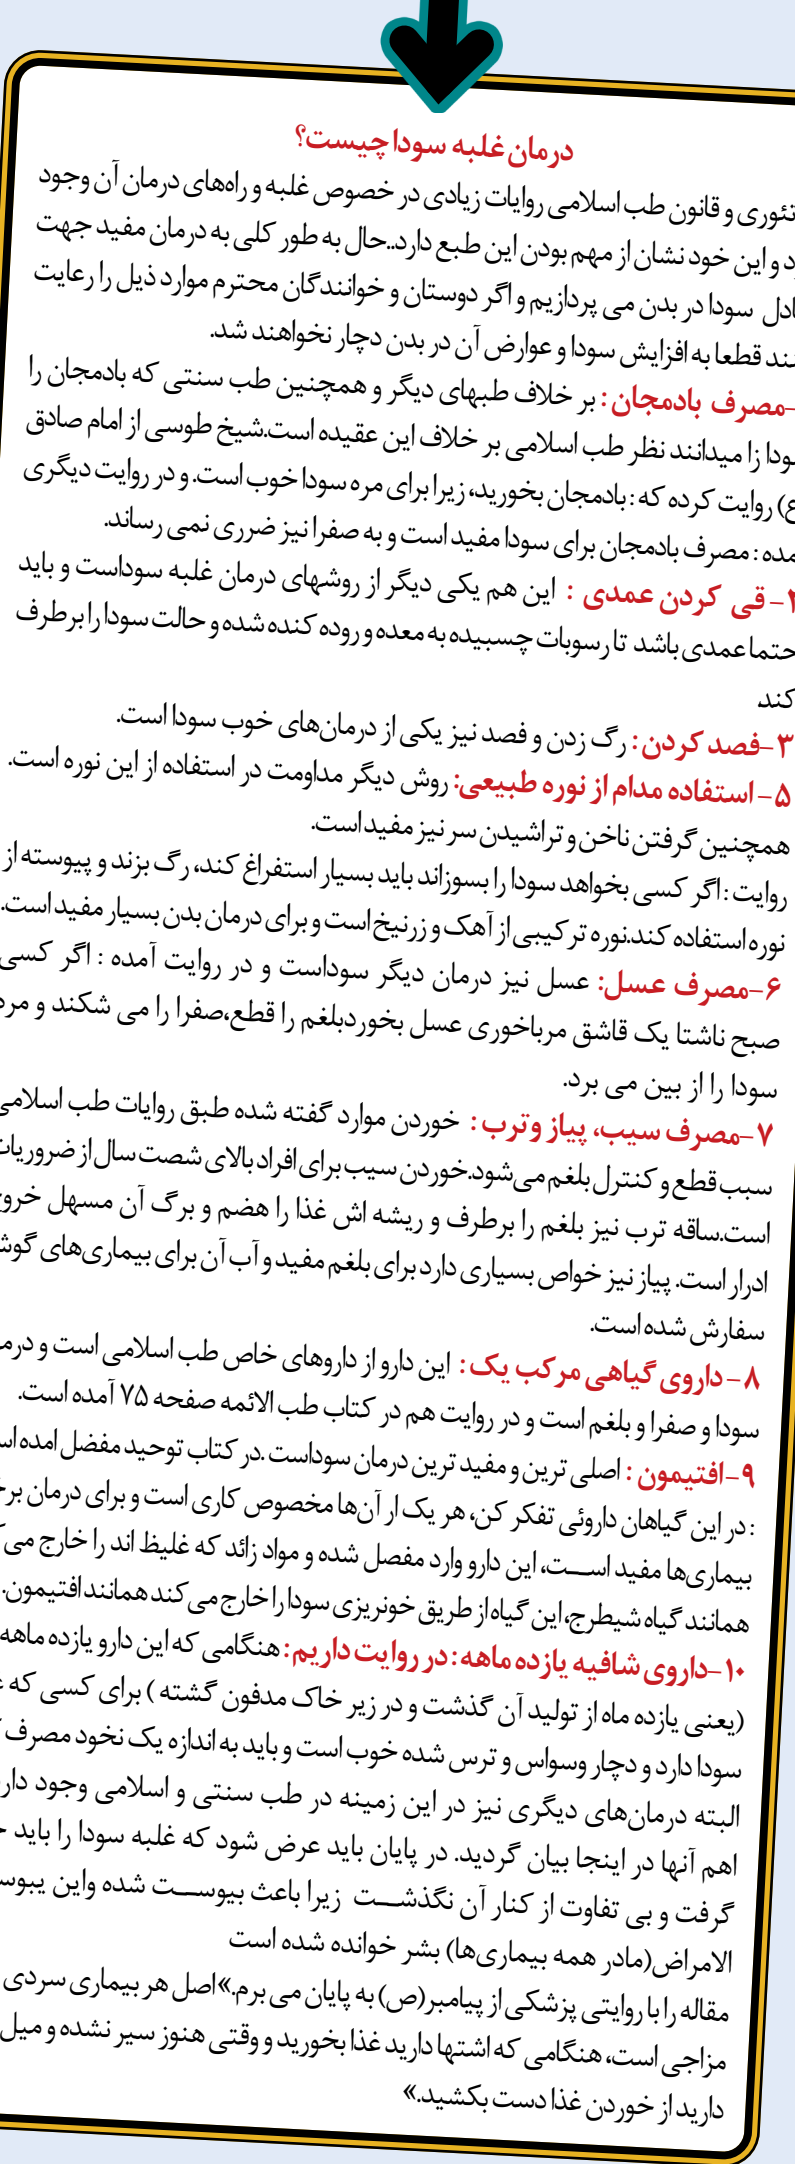 درمان غلبه سودا چیست؟
تئوری و قانون طب اسلامی روایات زیادی در خصوص غلبه و راه‌های درمان آن وجود
و این خود نشان از مهم بودن این طبع دارد..حال به طور کلی به درمان مفید جهت
سودا در بدن می پردازیم و اگر دوستان و خوانندگان محترم موارد ذیل را رعایت
قطعا به افزایش سودا و عوارض آن در بدن دچار نخواهند شد.
-مصرف بادمجان : بر خلاف طبهای دیگر و همچنین طب سنتی که بادمجان را
زا میدانند نظر طب اسلامی بر خلاف این عقیده است.شیخ طوسی از امام صادق
ع) روایت کرده که : بادمجان بخورید، زیرا برای مره سودا خوب است. و در روایت دیگری
مده : مصرف بادمجان برای سودا مفید است و به صفرا نیز ضرری نمی رساند.
۲- قی کردن عمدی : این هم یکی دیگر از روشهای درمان غلبه سوداست و باید
حتما عمدی باشد تا رسوبات چسبیده به معده و روده کنده شده و حالت سودا را برطرف
کند.
۳-فصد کردن : رگ زدن و فصد نیز یکی از درمان‌های خوب سودا است.
۵- استفاده مدام از نوره طبیعی: روش دیگر مداومت در استفاده از این نوره است.
همچنین گرفتن ناخن و تراشیدن سر نیز مفید است.
روایت : اگر کسی بخواهد سودا را بسوزاند باید بسیار استفراغ کند، رگ بزند و پیوسته از
نوره استفاده کند.نوره ترکیبی از آهک و زرنیخ است و برای درمان بدن بسیار مفید است.
۶-مصرف عسل: عسل نیز درمان دیگر سوداست و در روایت آمده : اگر کسی
صبح ناشتا یک قاشق مرباخوری عسل بخوردبلغم را قطع،صفرا را می شکند و مره
سودا را از بین می برد.
۷-مصرف سیب، پیاز وترب : خوردن موارد گفته شده طبق روایات طب اسلامی
سبب قطع و کنترل بلغم می‌شود.خوردن سیب برای افراد بالای شصت سال از ضروریات
است.ساقه ترب نیز بلغم را برطرف و ریشه اش غذا را هضم و برگ آن مسهل خروج
ادرار است. پیاز نیز خواص بسیاری دارد برای بلغم مفید و آب آن برای بیماری‌های گوش
سفارش شده است.
۸- داروی گیاهی مرکب یک : این دارو از داروهای خاص طب اسلامی است و
سودا و صفرا و بلغم است و در روایت هم در کتاب طب الائمه صفحه ۷۵ آمده است.
۹-افتیمون : اصلی ترین و مفید ترین درمان سوداست .در کتاب توحید مفضل امده
: در این گیاهان داروئی تفکر کن، هر یک ار آن‌ها مخصوص کاری است و برای درمان
بیماری‌ها مفید است، این دارو وارد مفصل شده و مواد زائد که غلیظ اند را خارج می
همانند گیاه شیطرج، این گیاه از طریق خونریزی سودا را خارج می‌کند همانند افتیمون.
۱۰-داروی شافیه یازده ماهه : در روایت داریم : هنگامی که این دارو یازده ماهه
(یعنی یازده ماه از تولید آن گذشت و در زیر خاک مدفون گشته ) برای کسی که
سودا دارد و دچار وسواس و ترس شده خوب است و باید به اندازه یک نخود مصرف
البته درمان‌های دیگری نیز در این زمینه در طب سنتی و اسلامی وجود
اهم آنها در اینجا بیان گردید. در پایان باید عرض شود که غلبه سودا را باید
گرفت و بی تفاوت از کنار آن نگذشت زیرا باعث بیوست شده واین
الامراض(مادر همه بیماری‌ها) بشر خوانده شده است
مقاله را با روایتی پزشکی از پیامبر(ص) به پایان می برم.»اصل هر بیماری سردی
مزاجی است، هنگامی که اشتها دارید غذا بخورید و وقتی هنوز سیر نشده و میل
دارید از خوردن غذا دست بکشید.»